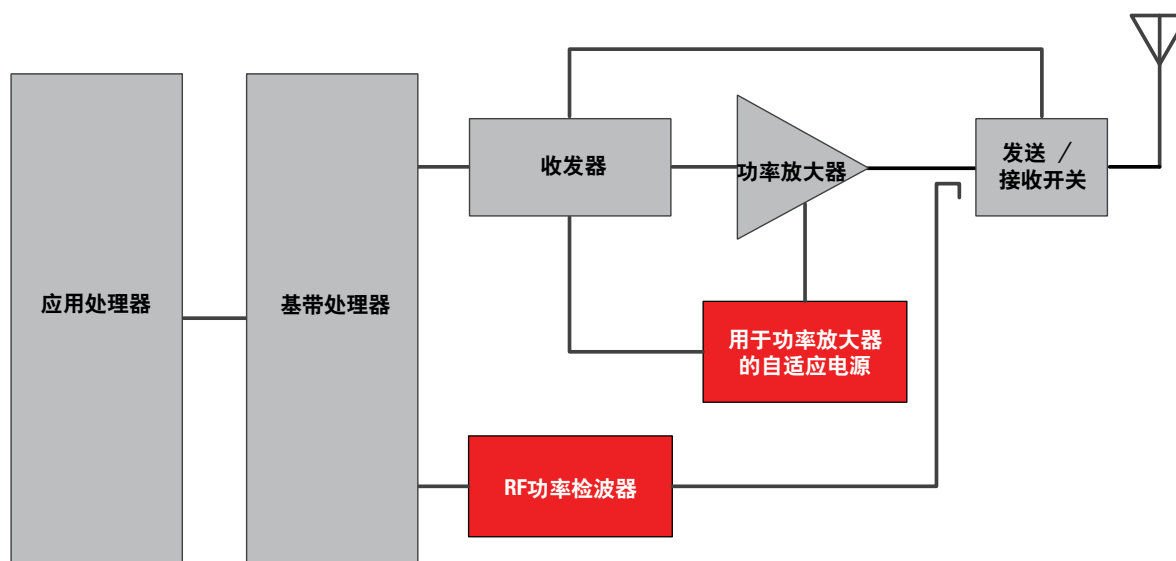 应用处理器
基带处理器
收发器
功率放大器
发送 ／
接收开关
用于功率放大器
的自适应电源
RF功率检波器